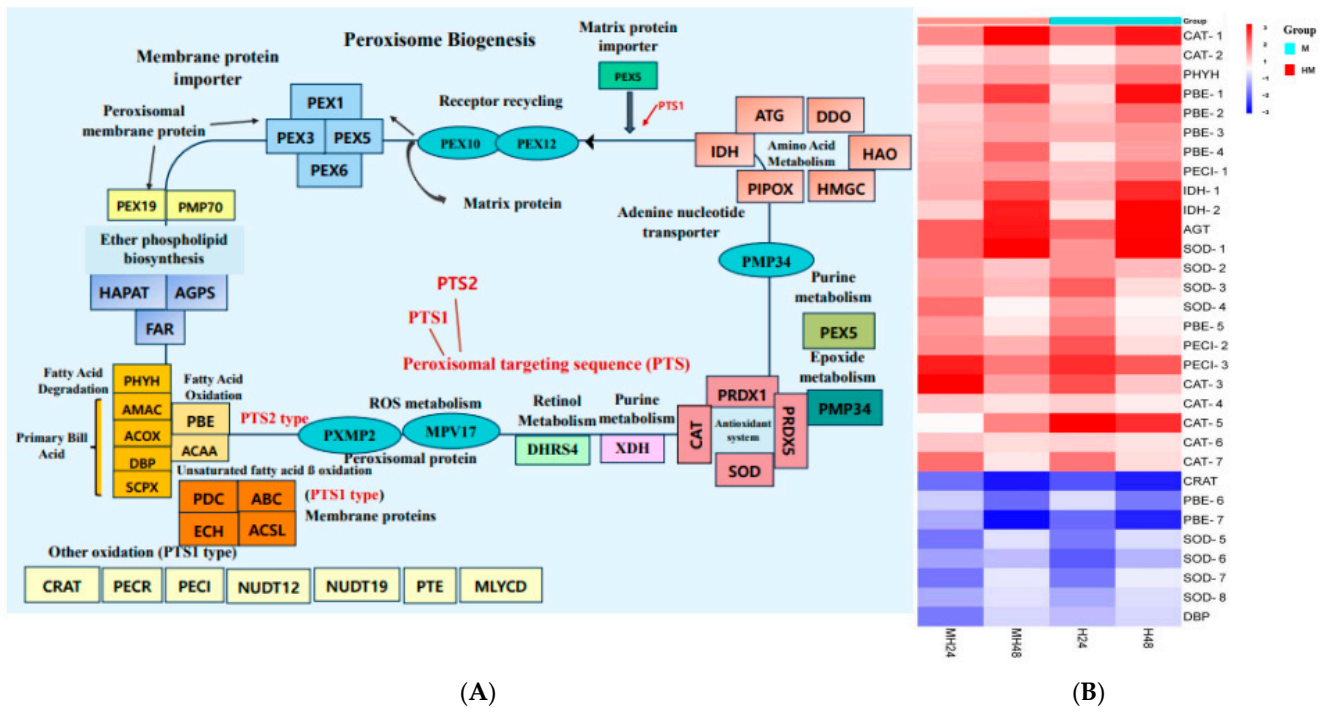 Peroxisome Biogenesis
Matrix protein
importer
PEX5
PTS1
Membrane protein
importer
Peroxisomal
membrane protein
PEX1
PEX3
PEX5
PEX6
Receptor recycling
PEX10
PEX12
Matrix protein
ATG
DDO
IDH
Amino Acid
Metabolism
HAO
PIPOX
HMGC
Adenine nucleotide
transporter
PMP34
PEX19
PMP70
Ether phospholipid
biosynthesis
HAPAT
AGPS
FAR
PTS2
PTS1
Peroxisomal targeting sequence (PTS)
Purine
metabolism
PEX5
Epoxide
metabolism
PMP34
Fatty Acid
Degradation
PHYH
AMAC
ACOX
DBP
SCPX
Primary Bill
Acid
Fatty Acid
Oxidation
PBE
ACAA
PTS2 type
ROS metabolism
PXMP2
MPV17
Peroxisomal protein
Retinol
Metabolism
DHRS4
Purine
metabolism
XDH
PRDX1
CAT
Antioxidant
system
PRDX5
SOD
Unsaturated fatty acid ß oxidation
PDC
ABC
ECH
ACSL
(PTS1 type)
Membrane proteins
Other oxidation (PTS1 type)
CRAT
PECR
PECI
NUDT12
NUDT19
PTE
MLYCD
(A)
Group
CAT- 1
CAT- 2
PHYH
PBE- 1
PBE- 2
PBE- 3
PBE- 4
PECI- 1
IDH- 1
IDH- 2
AGT
SOD- 1
SOD- 2
SOD- 3
SOD- 4
PBE- 5
PECI- 2
PECI- 3
CAT- 3
CAT- 4
CAT- 5
CAT- 6
CAT- 7
CRAT
PBE- 6
PBE- 7
SOD- 5
SOD- 6
SOD- 7
SOD- 8
DBP
MH24
MH48
H24
H48
3
2
1
0
-1
-2
-3
Group
M
HM
(B)